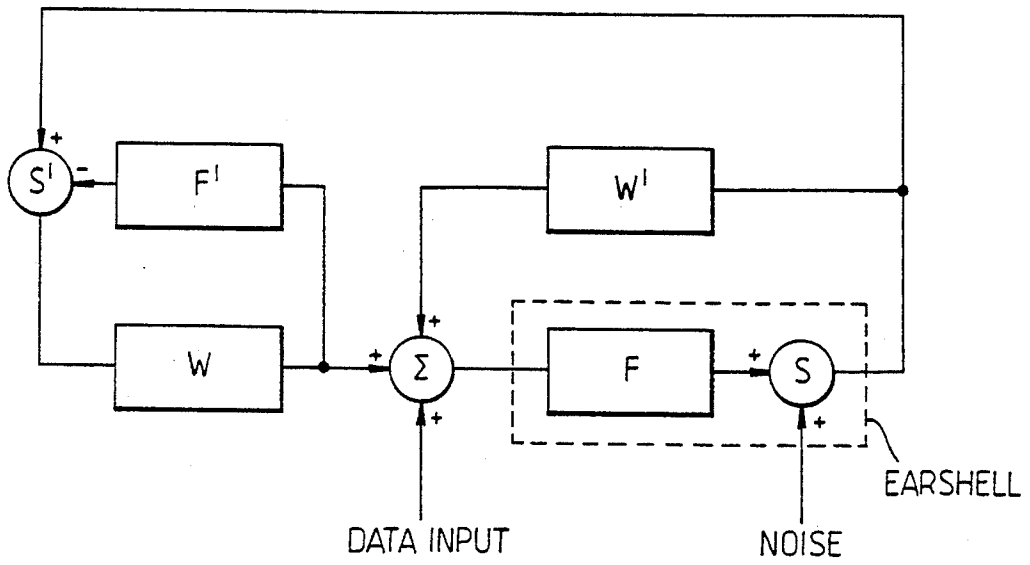 +
S'
-
F'
W'
+
W
+
Σ
+
F
+
S
+
EARSHELL
DATA INPUT
NOISE